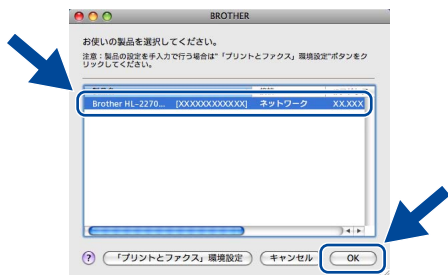 BROTHER
お使いの製品を選択してください。
注意：製品の設定を手入力で行う場合は"「プリントとファクス」環境設定"ボタンをク
リックしてください。
Brother HL-2270... [XXXXXXXXXXXX] ネットワーク XX.XXX
?
「プリントとファクス」環境設定
キャンセル
OK